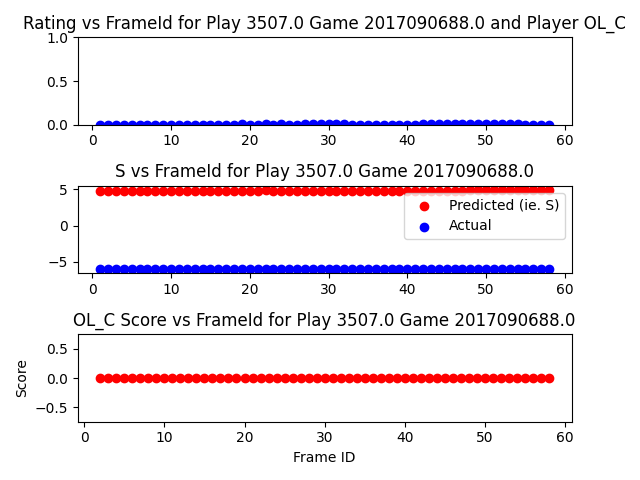 Rating vs FrameId for Play 3507.0 Game 2017090688.0 and Player OL_C
1.0
0.5
0.0
0 10 20 30 40 50 60
S vs FrameId for Play 3507.0 Game 2017090688.0
5
0
−5
Predicted (ie. S)
Actual
0 10 20 30 40 50 60
OL_C Score vs FrameId for Play 3507.0 Game 2017090688.0
Score
0.5
0.0
−0.5
0 10 20 30 40 50 60
Frame ID